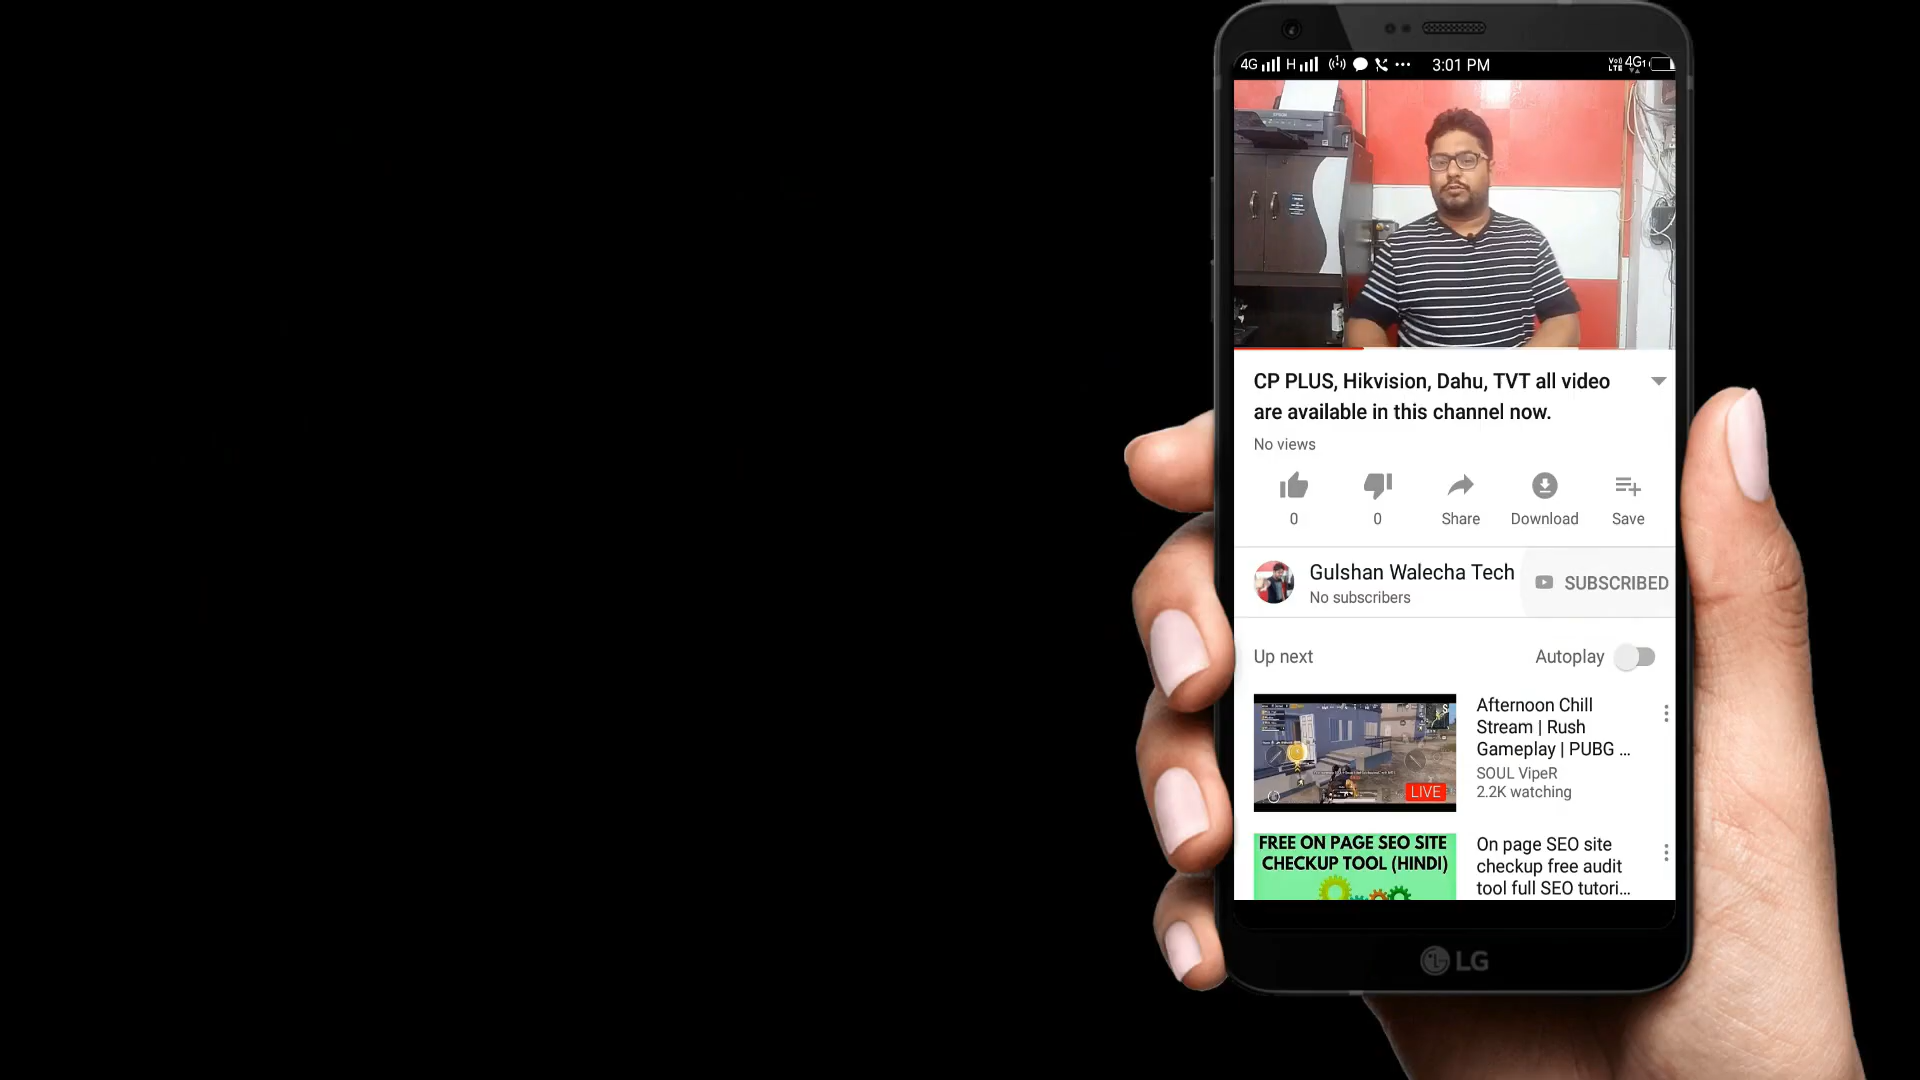 4G H 3:01 PM VoLTE 4G
EPSON
CP PLUS, Hikvision, Dahu, TVT all video
are available in this channel now.
No views
0 0 Share Download Save
Gulshan Walecha Tech SUBSCRIBED
No subscribers
Up next Autoplay
Afternoon Chill
Stream | Rush
Gameplay | PUBG ...
SOUL VipeR
2.2K watching
LIVE
FREE ON PAGE SEO SITE
CHECKUP TOOL (HINDI)
On page SEO site
checkup free audit
tool full SEO tutori...
LG